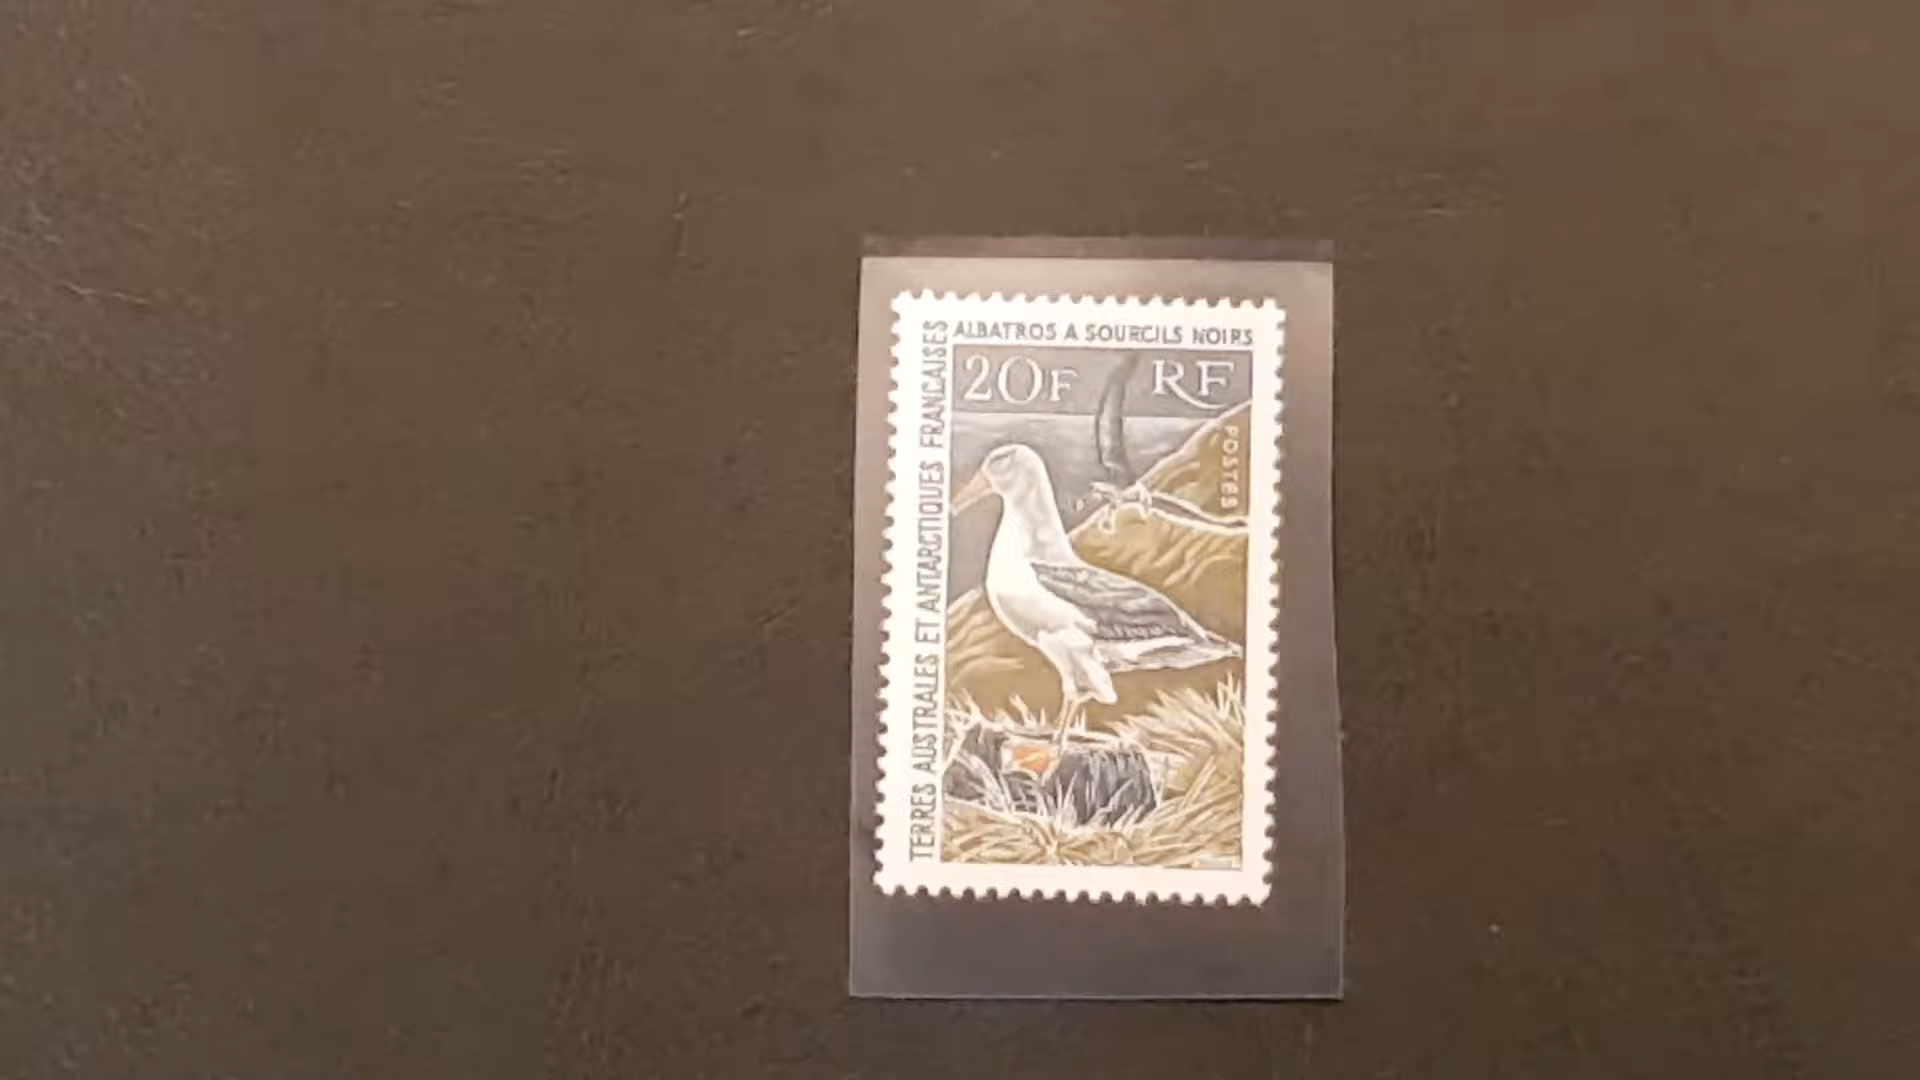 ALBATROS A SOURCILS NOIRS
20F RF
POSTES
TERRES AUSTRALES ET ANTARCTIQUES FRANCAISES